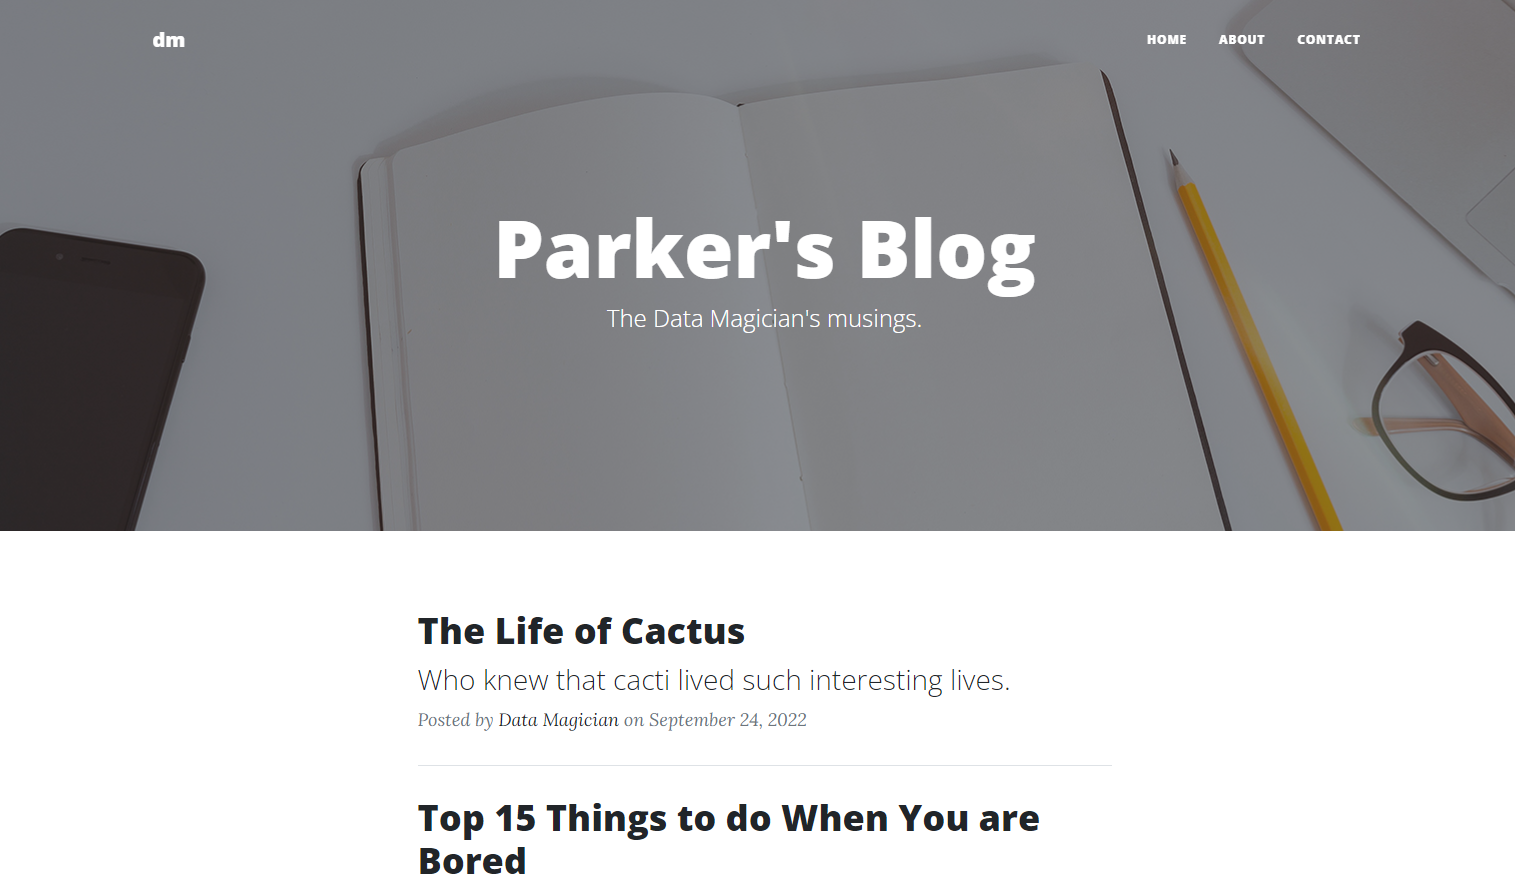 dm
HOME ABOUT CONTACT
Parker's Blog
The Data Magician's musings.
The Life of Cactus
Who knew that cacti lived such interesting lives.
Posted by Data Magician on September 24, 2022
Top 15 Things to do When You are
Bored